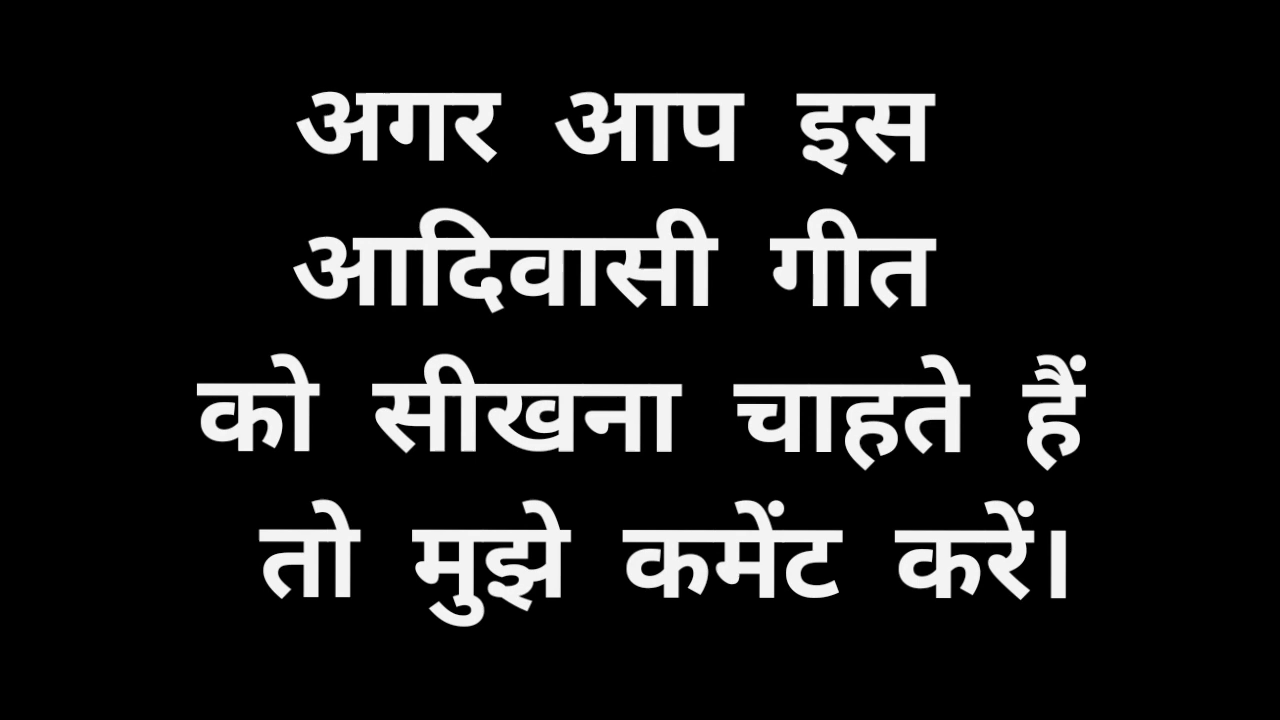 अगर आप इस
आदिवासी गीत
को सीखना चाहते हैं
तो मुझे कमेंट करें।